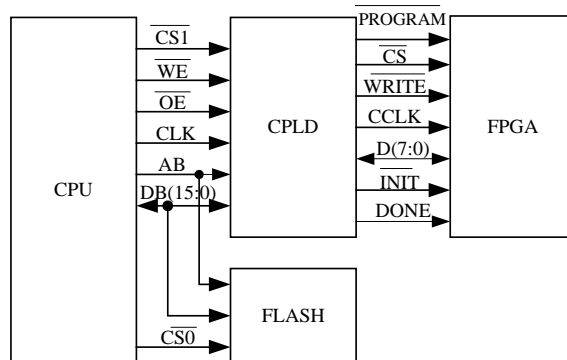 CPU
CS1
WE
OE
CLK
AB
DB(15:0)
CS0
CPLD
FLASH
PROGRAM
CS
WRITE
CCLK
D(7:0)
INIT
DONE
FPGA